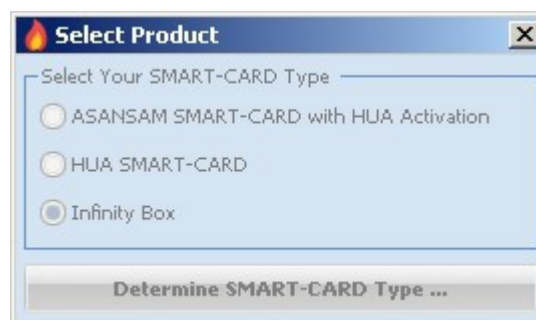 Select Product
Select Your SMART-CARD Type
ASANSAM SMART-CARD with HUA Activation
HUA SMART-CARD
Infinity Box
Determine SMART-CARD Type ...